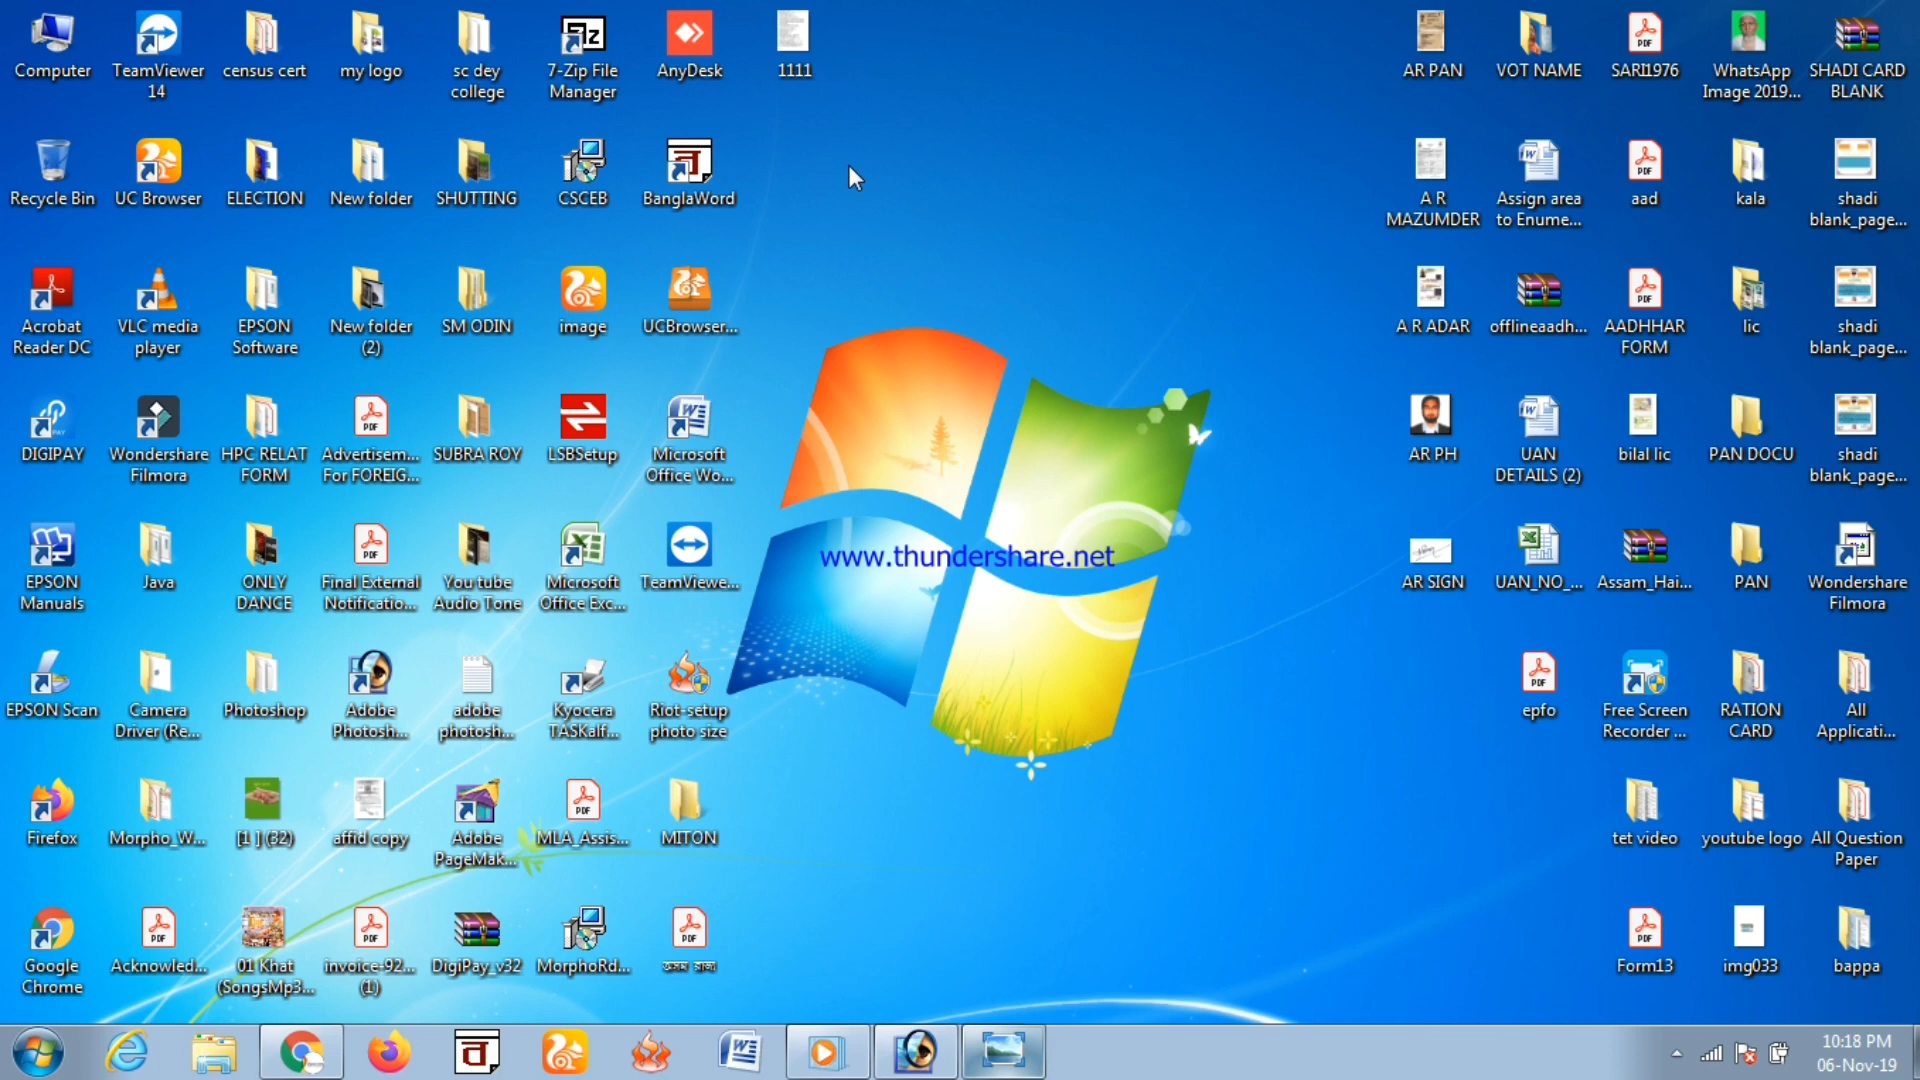 Computer
TeamViewer
14
census cert
my logo
sc dey
college
7-Zip File
Manager
AnyDesk
1111
AR PAN
VOT NAME
SARI1976
WhatsApp
Image 2019...
SHADI CARD
BLANK
Recycle Bin
UC Browser
ELECTION
New folder
SHUTTING
CSCEB
BanglaWord
A R
MAZUMDER
Assign area
to Enume...
aad
kala
shadi
blank_page...
Acrobat
Reader DC
VLC media
player
EPSON
Software
New folder
(2)
SM ODIN
image
UCBrowser...
A R ADAR
offlineaadh...
AADHHAR
FORM
lic
shadi
blank_page...
DIGIPAY
Wondershare
Filmora
HPC RELAT
FORM
Advertisem...
For FOREIG...
SUBRA ROY
LSBSetup
Microsoft
Office Wo...
AR PH
UAN
DETAILS (2)
bilal lic
PAN DOCU
shadi
blank_page...
www.thundershare.net
EPSON
Manuals
Java
ONLY
DANCE
Final External
Notificatio...
You tube
Audio Tone
Microsoft
Office Exc...
TeamViewe...
AR SIGN
UAN_NO_...
Assam_Hai...
PAN
Wondershare
Filmora
EPSON Scan
Camera
Driver (Re...
Photoshop
Adobe
Photosh...
adobe
photosh...
Kyocera
TASKalf...
Riot-setup
photo size
epfo
Free Screen
Recorder ...
RATION
CARD
All
Applicati...
Firefox
Morpho_W...
[1 ] (32)
affid copy
Adobe
PageMak...
MLA_Assis...
MITON
tet video
youtube logo
All Question
Paper
Google
Chrome
Acknowled...
01 Khat
(SongsMp3...
invoice-92...
(1)
DigiPay_v32
MorphoRd...
অসম রাজ্য
Form13
img033
bappa
10:18 PM
06-Nov-19